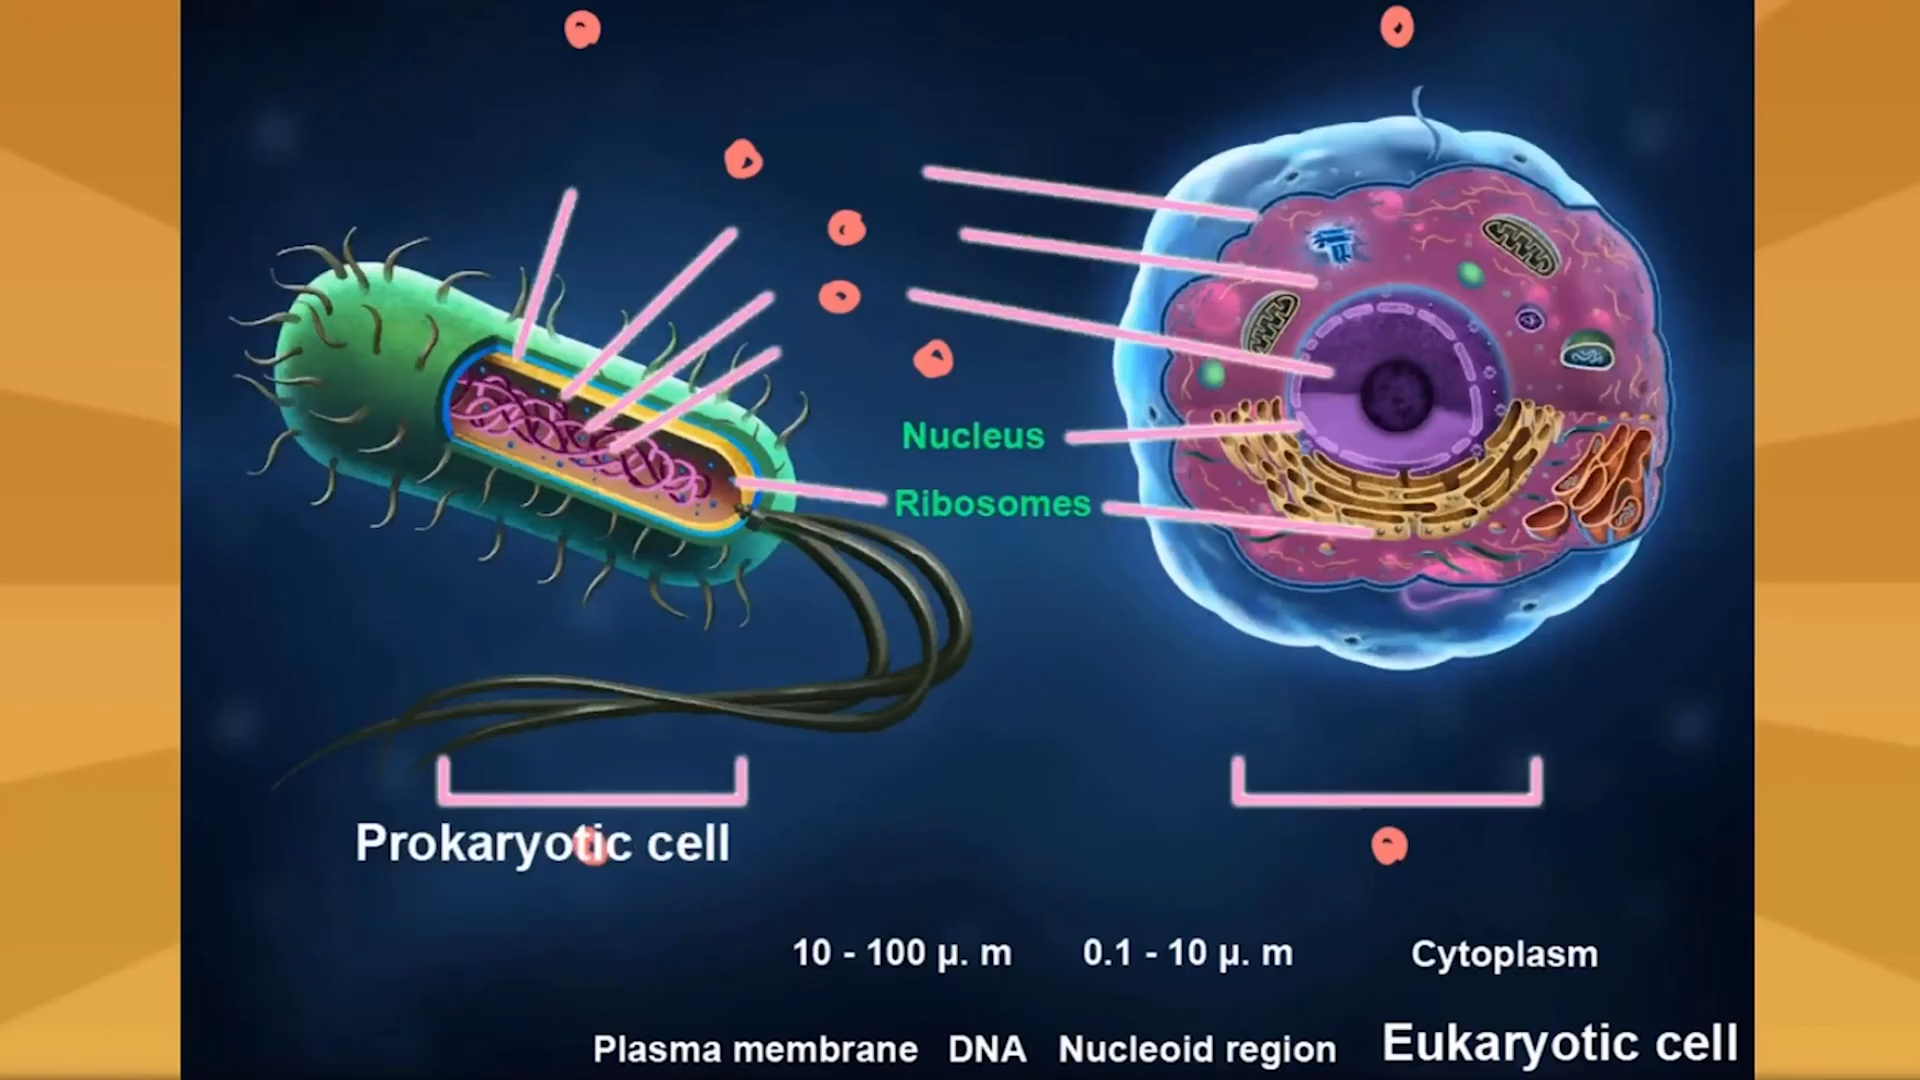 Nucleus
Ribosomes
Prokaryotic cell
10 - 100 µ. m
0.1 - 10 µ. m
Cytoplasm
Plasma membrane
DNA
Nucleoid region
Eukaryotic cell